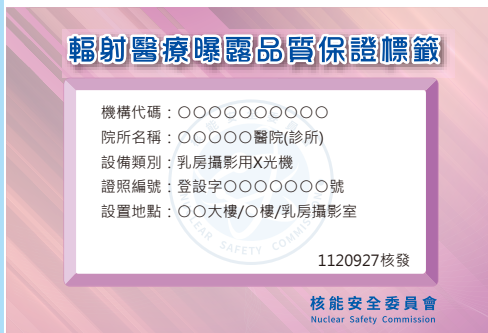 輻射醫療曝露品質保證標籤
機構代碼：○○○○○○○○○○
院所名稱：○○○○○醫院(診所)
設備類別：乳房攝影用X光機
證照編號：登設字○○○○○○○號
設置地點：○○大樓/○樓/乳房攝影室
NUCLEAR SAFETY COMMISSION
1120927核發
核能安全委員會
Nuclear Safety Commission